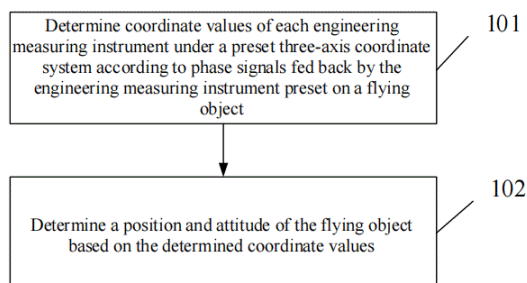 Determine coordinate values of each engineering
measuring instrument under a preset three-axis coordinate
system according to phase signals fed back by the
engineering measuring instrument preset on a flying
object
101
Determine a position and attitude of the flying object
based on the determined coordinate values
102